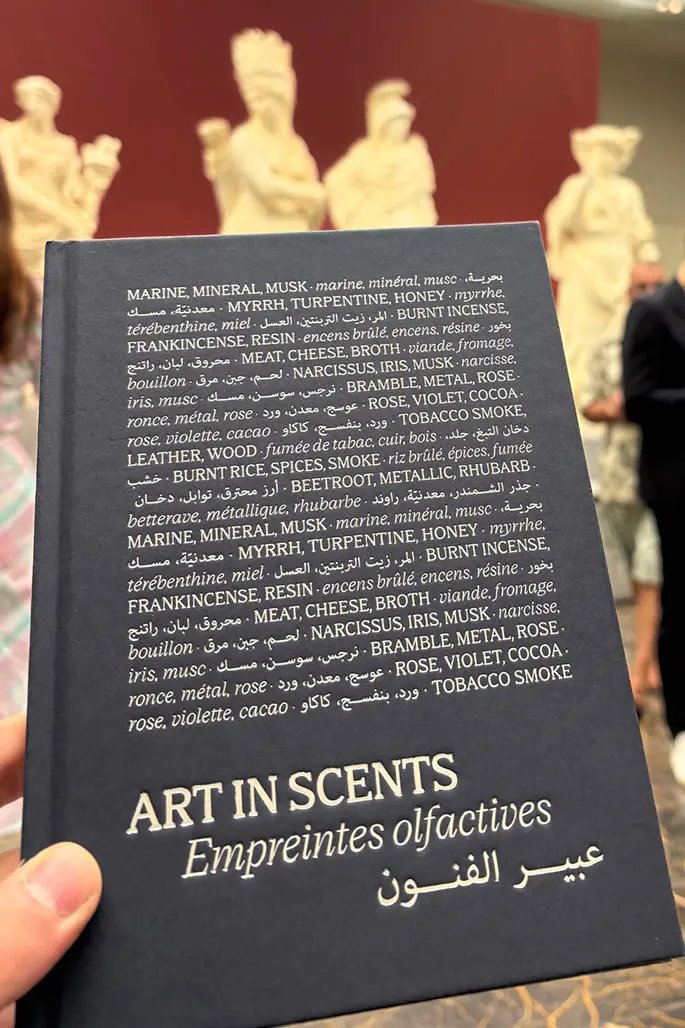 MARINE, MINERAL, MUSK · marine, minéral, musc · بحرية،
معدنيّة، مسك · MYRRH, TURPENTINE, HONEY · myrrhe,
térébenthine, miel · المر، زيت التربنتين، العسل · BURNT INCENSE,
FRANKINCENSE, RESIN · encens brûlé, encens, résine · بخور
محروق، لبان، راتنج · MEAT, CHEESE, BROTH · viande, fromage,
bouillon · لحم، جبن، مرق · NARCISSUS, IRIS, MUSK · narcisse,
iris, musc · نرجس، سوسن، مسك · BRAMBLE, METAL, ROSE ·
ronce, métal, rose · عوسج، معدن، ورد · ROSE, VIOLET, COCOA ·
rose, violette, cacao · ورد، بنفسج، كاكاو · TOBACCO SMOKE,
LEATHER, WOOD · fumée de tabac, cuir, bois · دخان التبغ، جلد،
خشب · BURNT RICE, SPICES, SMOKE · riz brûlé, épices, fumée
أرز محترق، توابل، دخان · BEETROOT, METALLIC, RHUBARB ·
betterave, métallique, rhubarbe · جذر الشمندر، معدنيّة، راوند ·
MARINE, MINERAL, MUSK · marine, minéral, musc · بحرية،
معدنيّة، مسك · MYRRH, TURPENTINE, HONEY · myrrhe,
térébenthine, miel · المر، زيت التربنتين، العسل · BURNT INCENSE,
FRANKINCENSE, RESIN · encens brûlé, encens, résine · بخور
محروق، لبان، راتنج · MEAT, CHEESE, BROTH · viande, fromage,
bouillon · لحم، جبن، مرق · NARCISSUS, IRIS, MUSK · narcisse,
iris, musc · نرجس، سوسن، مسك · BRAMBLE, METAL, ROSE ·
ronce, métal, rose · عوسج، معدن، ورد · ROSE, VIOLET, COCOA ·
rose, violette, cacao · ورد، بنفسج، كاكاو · TOBACCO SMOKE
ART IN SCENTS
Empreintes olfactives
عبير الفنون